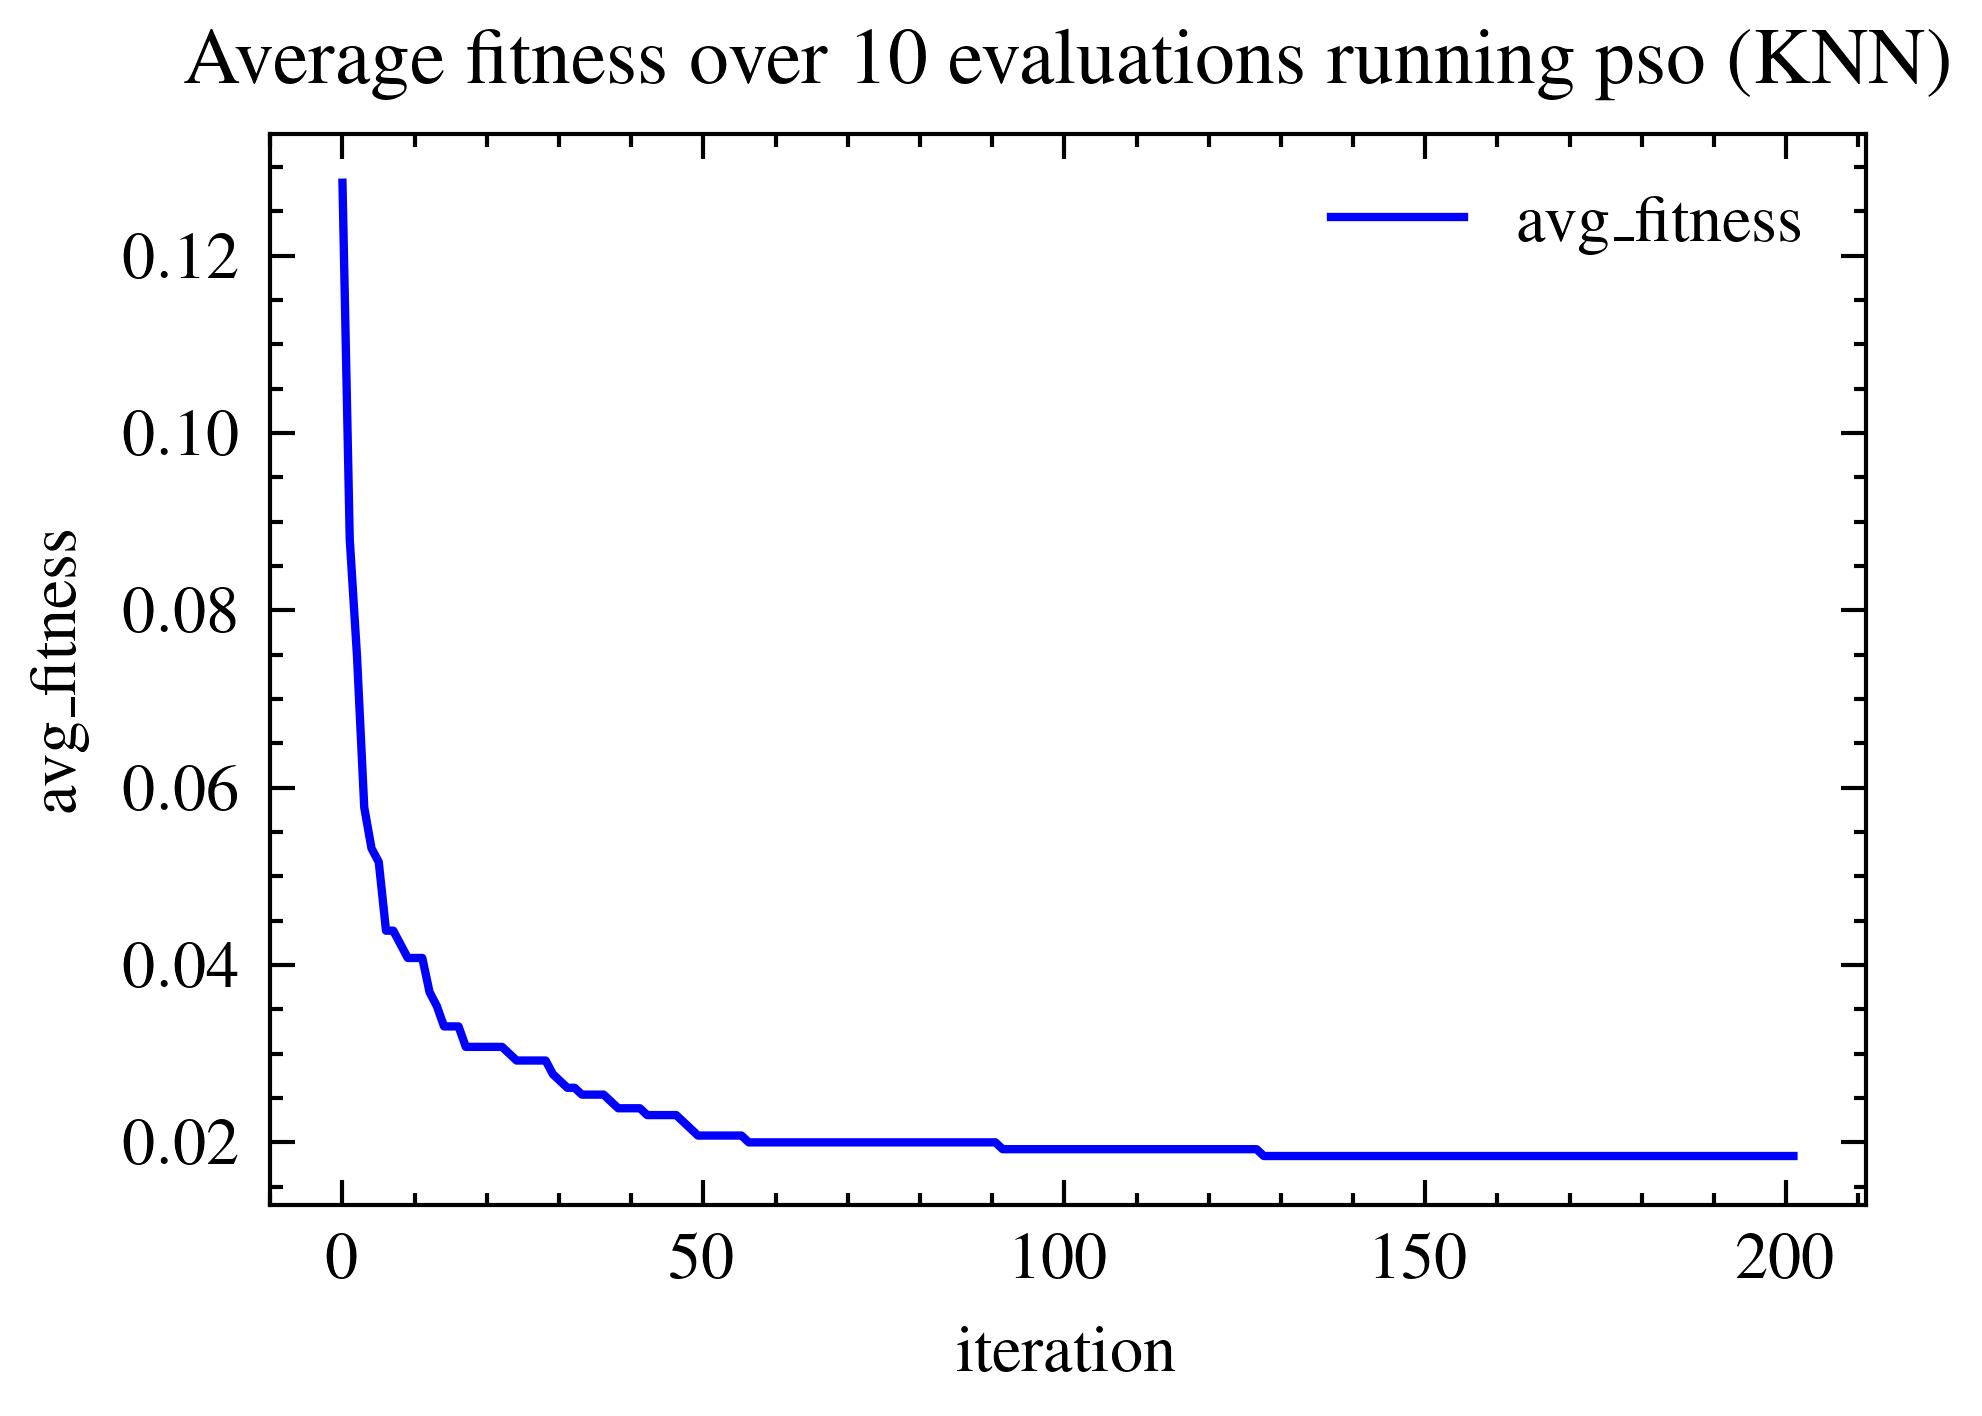 Average fitness over 10 evaluations running pso (KNN)
avg_fitness
0.12
0.10
0.08
0.06
0.04
0.02
avg_fitness
0 50 100 150 200
iteration